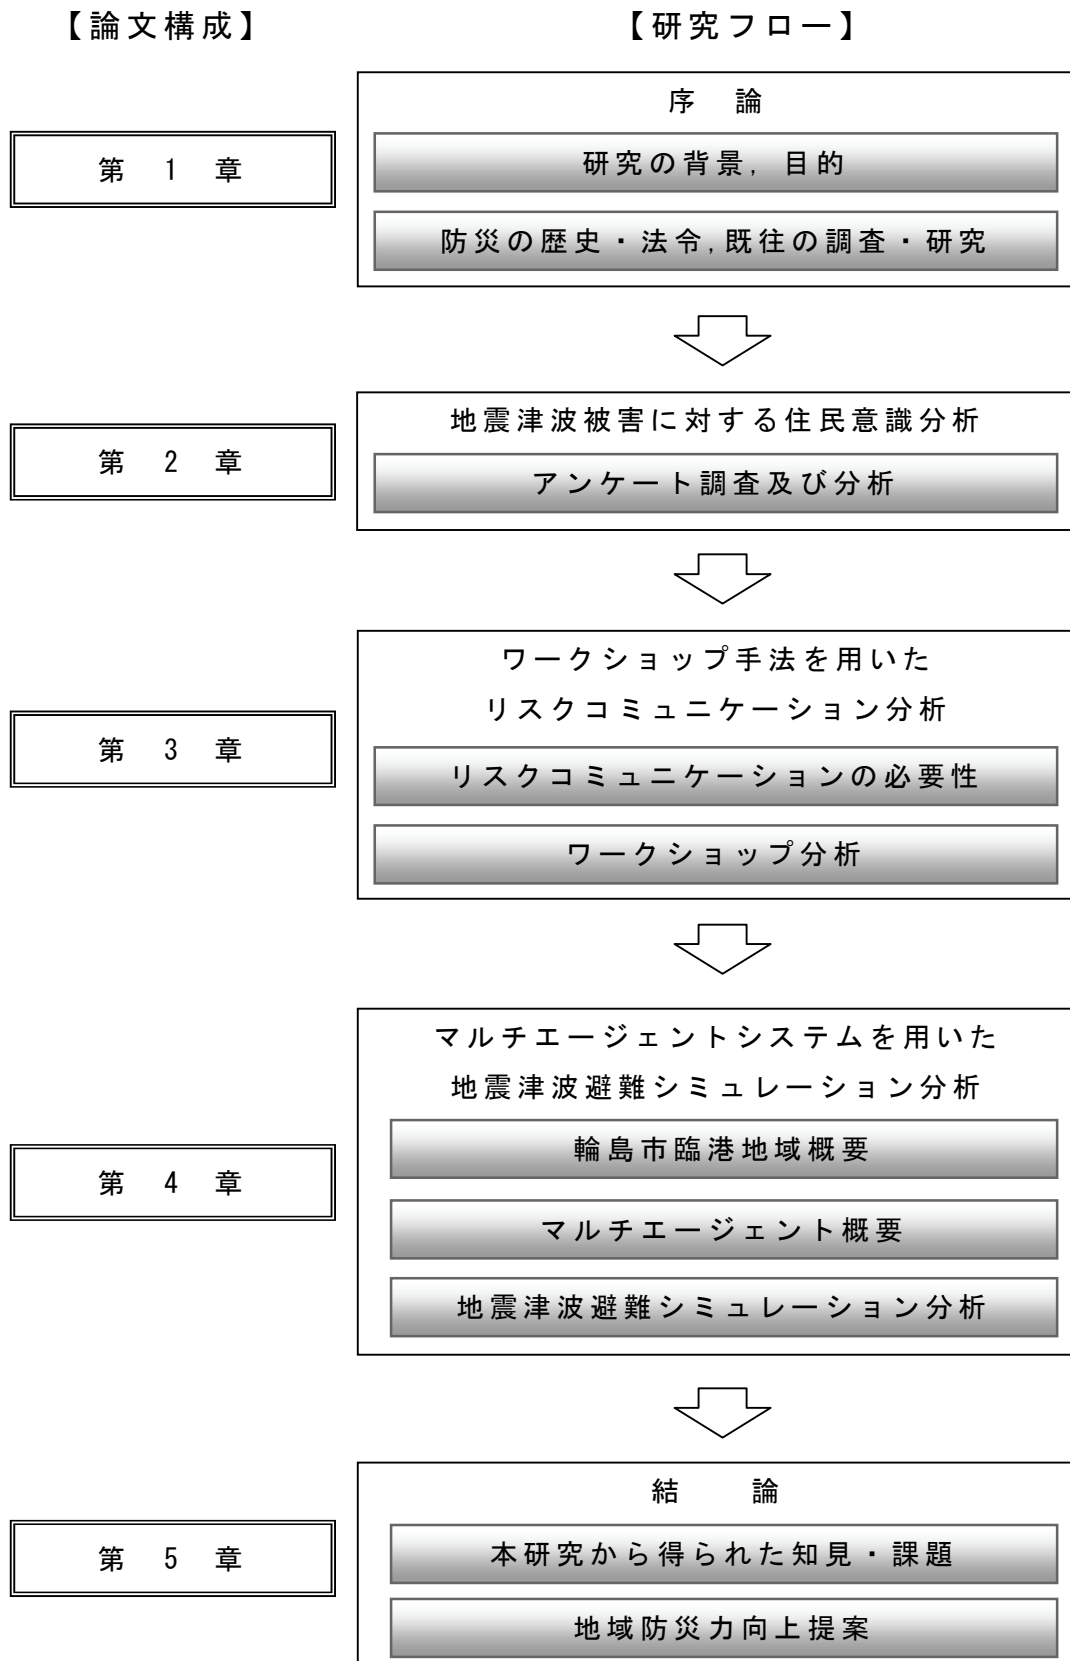 【論文構成】
【研究フロー】
第 1 章
序 論
研究の背景, 目的
防災の歴史・法令,既往の調査・研究
第 2 章
地震津波被害に対する住民意識分析
アンケート調査及び分析
第 3 章
ワークショップ手法を用いた
リスクコミュニケーション分析
リスクコミュニケーションの必要性
ワークショップ分析
第 4 章
マルチエージェントシステムを用いた
地震津波避難シミュレーション分析
輪島市臨港地域概要
マルチエージェント概要
地震津波避難シミュレーション分析
第 5 章
結 論
本研究から得られた知見・課題
地域防災力向上提案